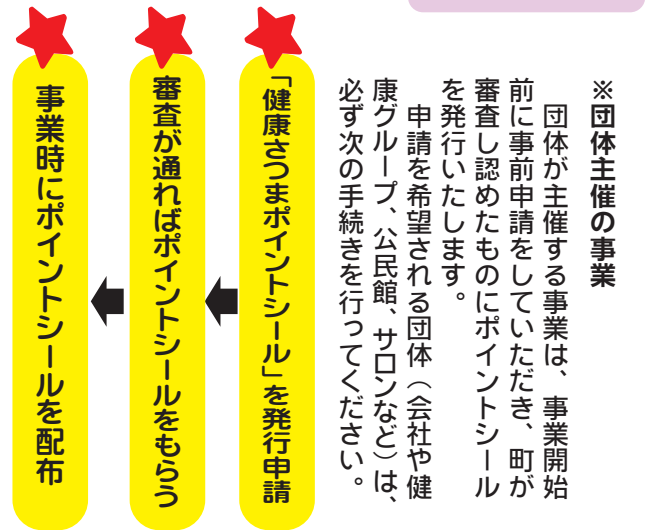 ※団体主催の事業
団体が主催する事業は、事業開始
前に事前申請をしていただき、町が
審査し認めたものにポイントシール
を発行いたします。
申請を希望される団体（会社や健
康グループ、公民館、サロンなど）は、
必ず次の手続きを行ってください。
「健康さつまポイントシール」を発行申請
審査が通ればポイントシールをもらう
事業時にポイントシールを配布